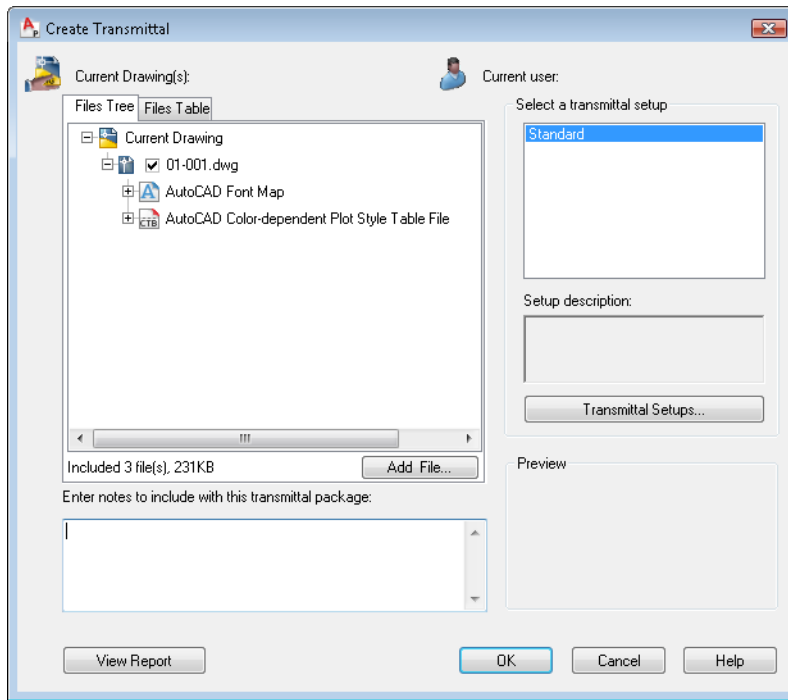 Create Transmittal
Current Drawing(s):
Current user:
Files Tree
Files Table
Current Drawing
01-001.dwg
AutoCAD Font Map
CTB
AutoCAD Color-dependent Plot Style Table File
Included 3 file(s), 231KB
Add File...
Enter notes to include with this transmittal package:
Select a transmittal setup
Standard
Setup description:
Transmittal Setups...
Preview
View Report
OK
Cancel
Help